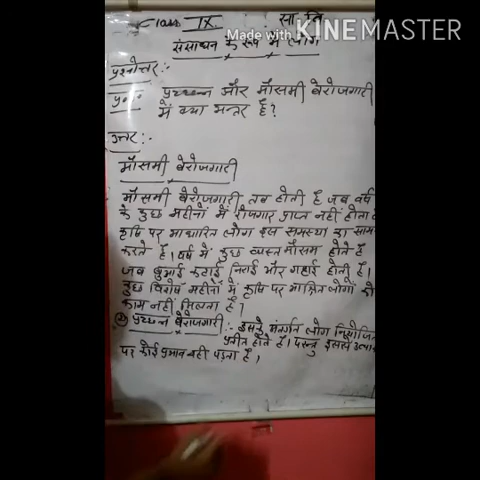 Class IX सा. वि
Made with KINEMASTER
संसाधन के रूप में लोग
प्रश्नोत्तर:-
प्र०१:- प्रच्छन्न और मौसमी बेरोजगारी
में क्या अन्तर है?
उत्तर:-
मौसमी बेरोजगारी
मौसमी बेरोजगारी तब होती है जब वर्ष
के कुछ महीनों में रोजगार प्राप्त नहीं होता
कृषि पर आधारित लोग इस समस्या का
करते है। वर्ष में कुछ व्यस्त मौसम होते है
जब बुआई कटाई निराई और गहाई होती है।
कुछ विशेष महीनों में कृषि पर आश्रित लोगों को
काम नहीं मिलता है?
② प्रच्छन्न बेरोजगारी:- इसके अंतर्गत लोग
प्रतीत होते है। परन्तु इससे
पर कोई प्रभाव नहीं पड़ता है।